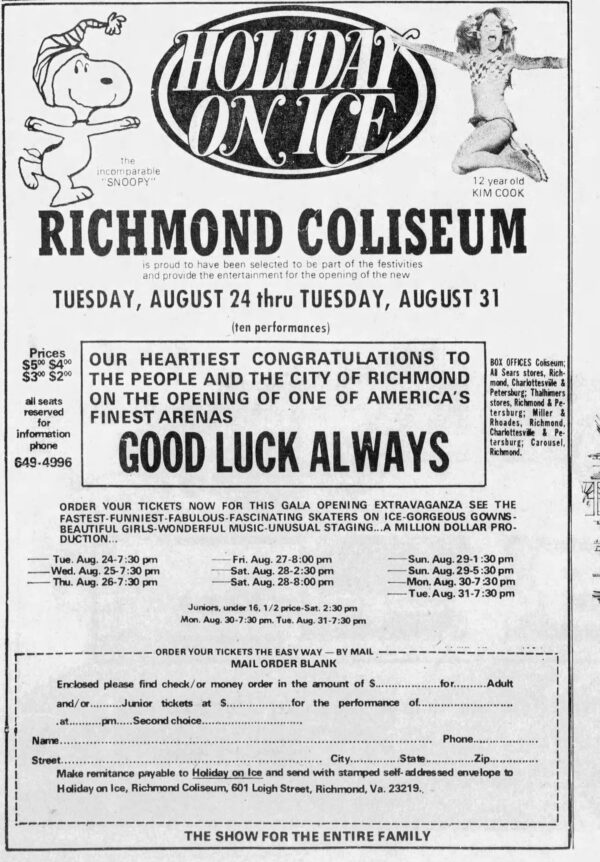 HOLIDAY
ON ICE
the
incomparable
"SNOOPY"
12 year old
KIM COOK
RICHMOND COLISEUM
is proud to have been selected to be part of the festivities
and provide the entertainment for the opening of the new
TUESDAY, AUGUST 24 thru TUESDAY, AUGUST 31
(ten performances)
Prices
$5⁰⁰ $4⁰⁰
$3⁰⁰ $2⁰⁰
all seats
reserved
for
information
phone
649-4996
OUR HEARTIEST CONGRATULATIONS TO
THE PEOPLE AND THE CITY OF RICHMOND
ON THE OPENING OF ONE OF AMERICA'S
FINEST ARENAS
GOOD LUCK ALWAYS
BOX OFFICES Coliseum;
All Sears stores, Rich-
mond, Charlottesville &
Petersburg; Thalhimers
stores, Richmond & Pe-
tersburg; Miller &
Rhoades, Richmond,
Charlottesville & Pe-
tersburg; Carousel,
Richmond.
ORDER YOUR TICKETS NOW FOR THIS GALA OPENING EXTRAVAGANZA SEE THE
FASTEST-FUNNIEST-FABULOUS-FASCINATING SKATERS ON ICE-GORGEOUS GOWNS-
BEAUTIFUL GIRLS-WONDERFUL MUSIC-UNUSUAL STAGING...A MILLION DOLLAR PRO-
DUCTION...
Tue. Aug. 24-7:30 pm
Wed. Aug. 25-7:30 pm
Thu. Aug. 26-7:30 pm
Fri. Aug. 27-8:00 pm
Sat. Aug. 28-2:30 pm
Sat. Aug. 28-8:00 pm
Sun. Aug. 29-1:30 pm
Sun. Aug. 29-5:30 pm
Mon. Aug. 30-7:30 pm
Tue. Aug. 31-7:30 pm
Juniors, under 16, 1/2 price-Sat. 2:30 pm
Mon. Aug. 30-7:30 pm. Tue. Aug. 31-7:30 pm
ORDER YOUR TICKETS THE EASY WAY — BY MAIL
MAIL ORDER BLANK
Enclosed please find check/or money order in the amount of $..............for..........Adult
and/or..........Junior tickets at $..............for the performance of.....................
.at..........pm.....Second choice.......................
Name.................................................. Phone..............
Street.................................................. City...........State...........Zip.............
Make remitance payable to Holiday on Ice and send with stamped self-addressed envelope to
Holiday on Ice, Richmond Coliseum, 601 Leigh Street, Richmond, Va. 23219.
THE SHOW FOR THE ENTIRE FAMILY